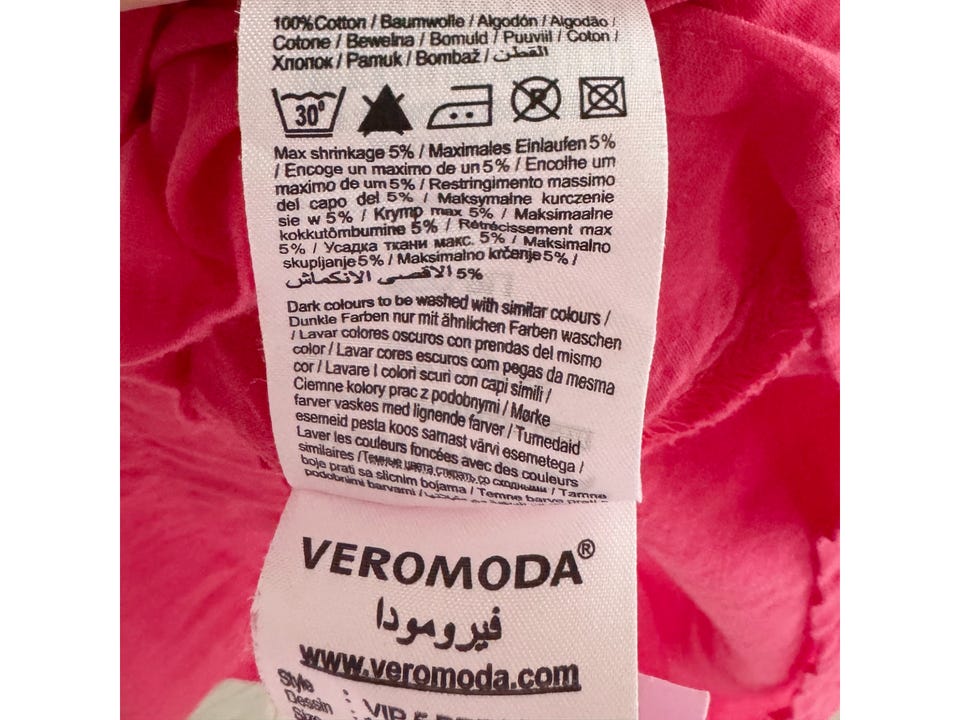 100%Cotton / Baumwolle / Algodón / Algodão /
Cotone / Bewełna / Bomuld / Puuvill / Coton /
Хлопок / Pamuk / Bombaž / القطن
30°
P
Max shrinkage 5% / Maximales Einlaufen 5%
/ Encoge un maximo de un 5% / Encolhe um
maximo de um 5% / Restringimento massimo
del capo del 5% / Maksymalne kurczenie
sie w 5% / Krymp max 5% / Maksimaalne
kokkutõmbumine 5% / Rétrécissement max
5% / Усадка ткани макс. 5% / Maksimalno
skupljanje 5% / Maksimalno krčenje 5% /
الاقصى الانكماش 5%
Dark colours to be washed with similar colours /
Dunkle Farben nur mit ähnlichen Farben waschen
/ Lavar colores oscuros con prendas del mismo
color / Lavar cores escuros com pegas da mesma
cor / Lavare I colori scuri con capi simili /
Ciemne kolory prac z podobnymi / Mørke
farver vaskes med lignende farver / Tumedaid
esemeid pesta koos samast värvi esemetega /
Laver les couleurs foncées avec des couleurs
similaires / Темные цвета стирать со сходными / Tamne
boje prati sa slicnim bojama / Temne barve prati s
podobnimi barvami /
VEROMODA®
فيرومودا
www.veromoda.com
Style :
Dessin :
Size